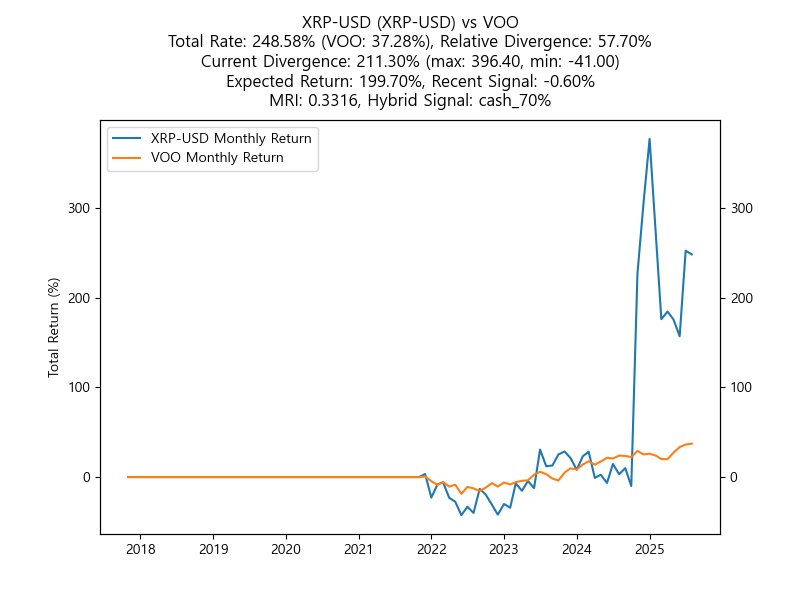 XRP-USD (XRP-USD) vs VOO
Total Rate: 248.58% (VOO: 37.28%), Relative Divergence: 57.70%
Current Divergence: 211.30% (max: 396.40, min: -41.00)
Expected Return: 199.70%, Recent Signal: -0.60%
MRI: 0.3316, Hybrid Signal: cash_70%
XRP-USD Monthly Return
VOO Monthly Return
Total Return (%)
300
200
100
0
300
200
100
0
2018 2019 2020 2021 2022 2023 2024 2025